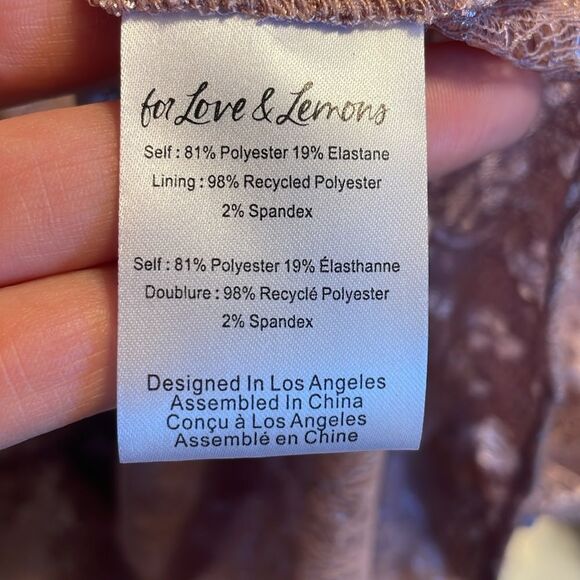 for Love & Lemons
Self : 81% Polyester 19% Elastane
Lining : 98% Recycled Polyester
2% Spandex
Self : 81% Polyester 19% Élasthanne
Doublure : 98% Recyclé Polyester
2% Spandex
Designed In Los Angeles
Assembled In China
Conçu à Los Angeles
Assemblé en Chine